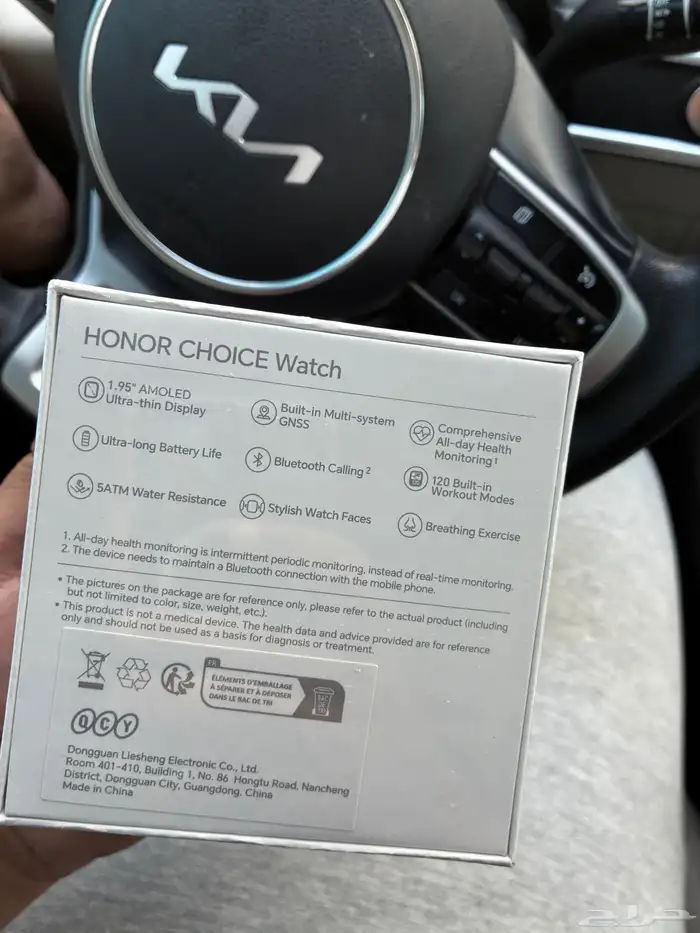 KIA
HONOR CHOICE Watch
1.95" AMOLED
Ultra-thin Display
Built-in Multi-system
GNSS
Comprehensive
All-day Health
Monitoring¹
Ultra-long Battery Life
Bluetooth Calling²
120 Built-in
Workout Modes
5ATM Water Resistance
Stylish Watch Faces
Breathing Exercise
1. All-day health monitoring is intermittent periodic monitoring, instead of real-time monitoring.
2. The device needs to maintain a Bluetooth connection with the mobile phone.
• The pictures on the package are for reference only, please refer to the actual product (including
but not limited to color, size, weight, etc.).
• This product is not a medical device. The health data and advice provided are for reference
only and should not be used as a basis for diagnosis or treatment.
FR
ÉLÉMENTS D'EMBALLAGE
À SÉPARER ET À DÉPOSER
DANS LE BAC DE TRI
BAC
DE
TRI
QCY
Dongguan Liesheng Electronic Co., Ltd.
Room 401-410, Building 1, No. 86 Hongtu Road, Nancheng
District, Dongguan City, Guangdong, China
Made in China
حراج